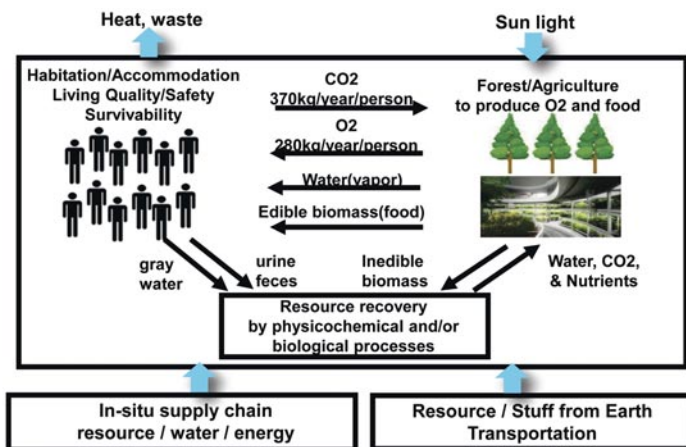 Heat, waste
Sun light
Habitation/Accommodation
Living Quality/Safety
Survivability
CO2
370kg/year/person
O2
280kg/year/person
Water(vapor)
Edible biomass(food)
Forest/Agriculture
to produce O2 and food
gray
water
urine
feces
Inedible
biomass
Water, CO2,
& Nutrients
Resource recovery
by physicochemical and/or
biological processes
In-situ supply chain
resource / water / energy
Resource / Stuff from Earth
Transportation